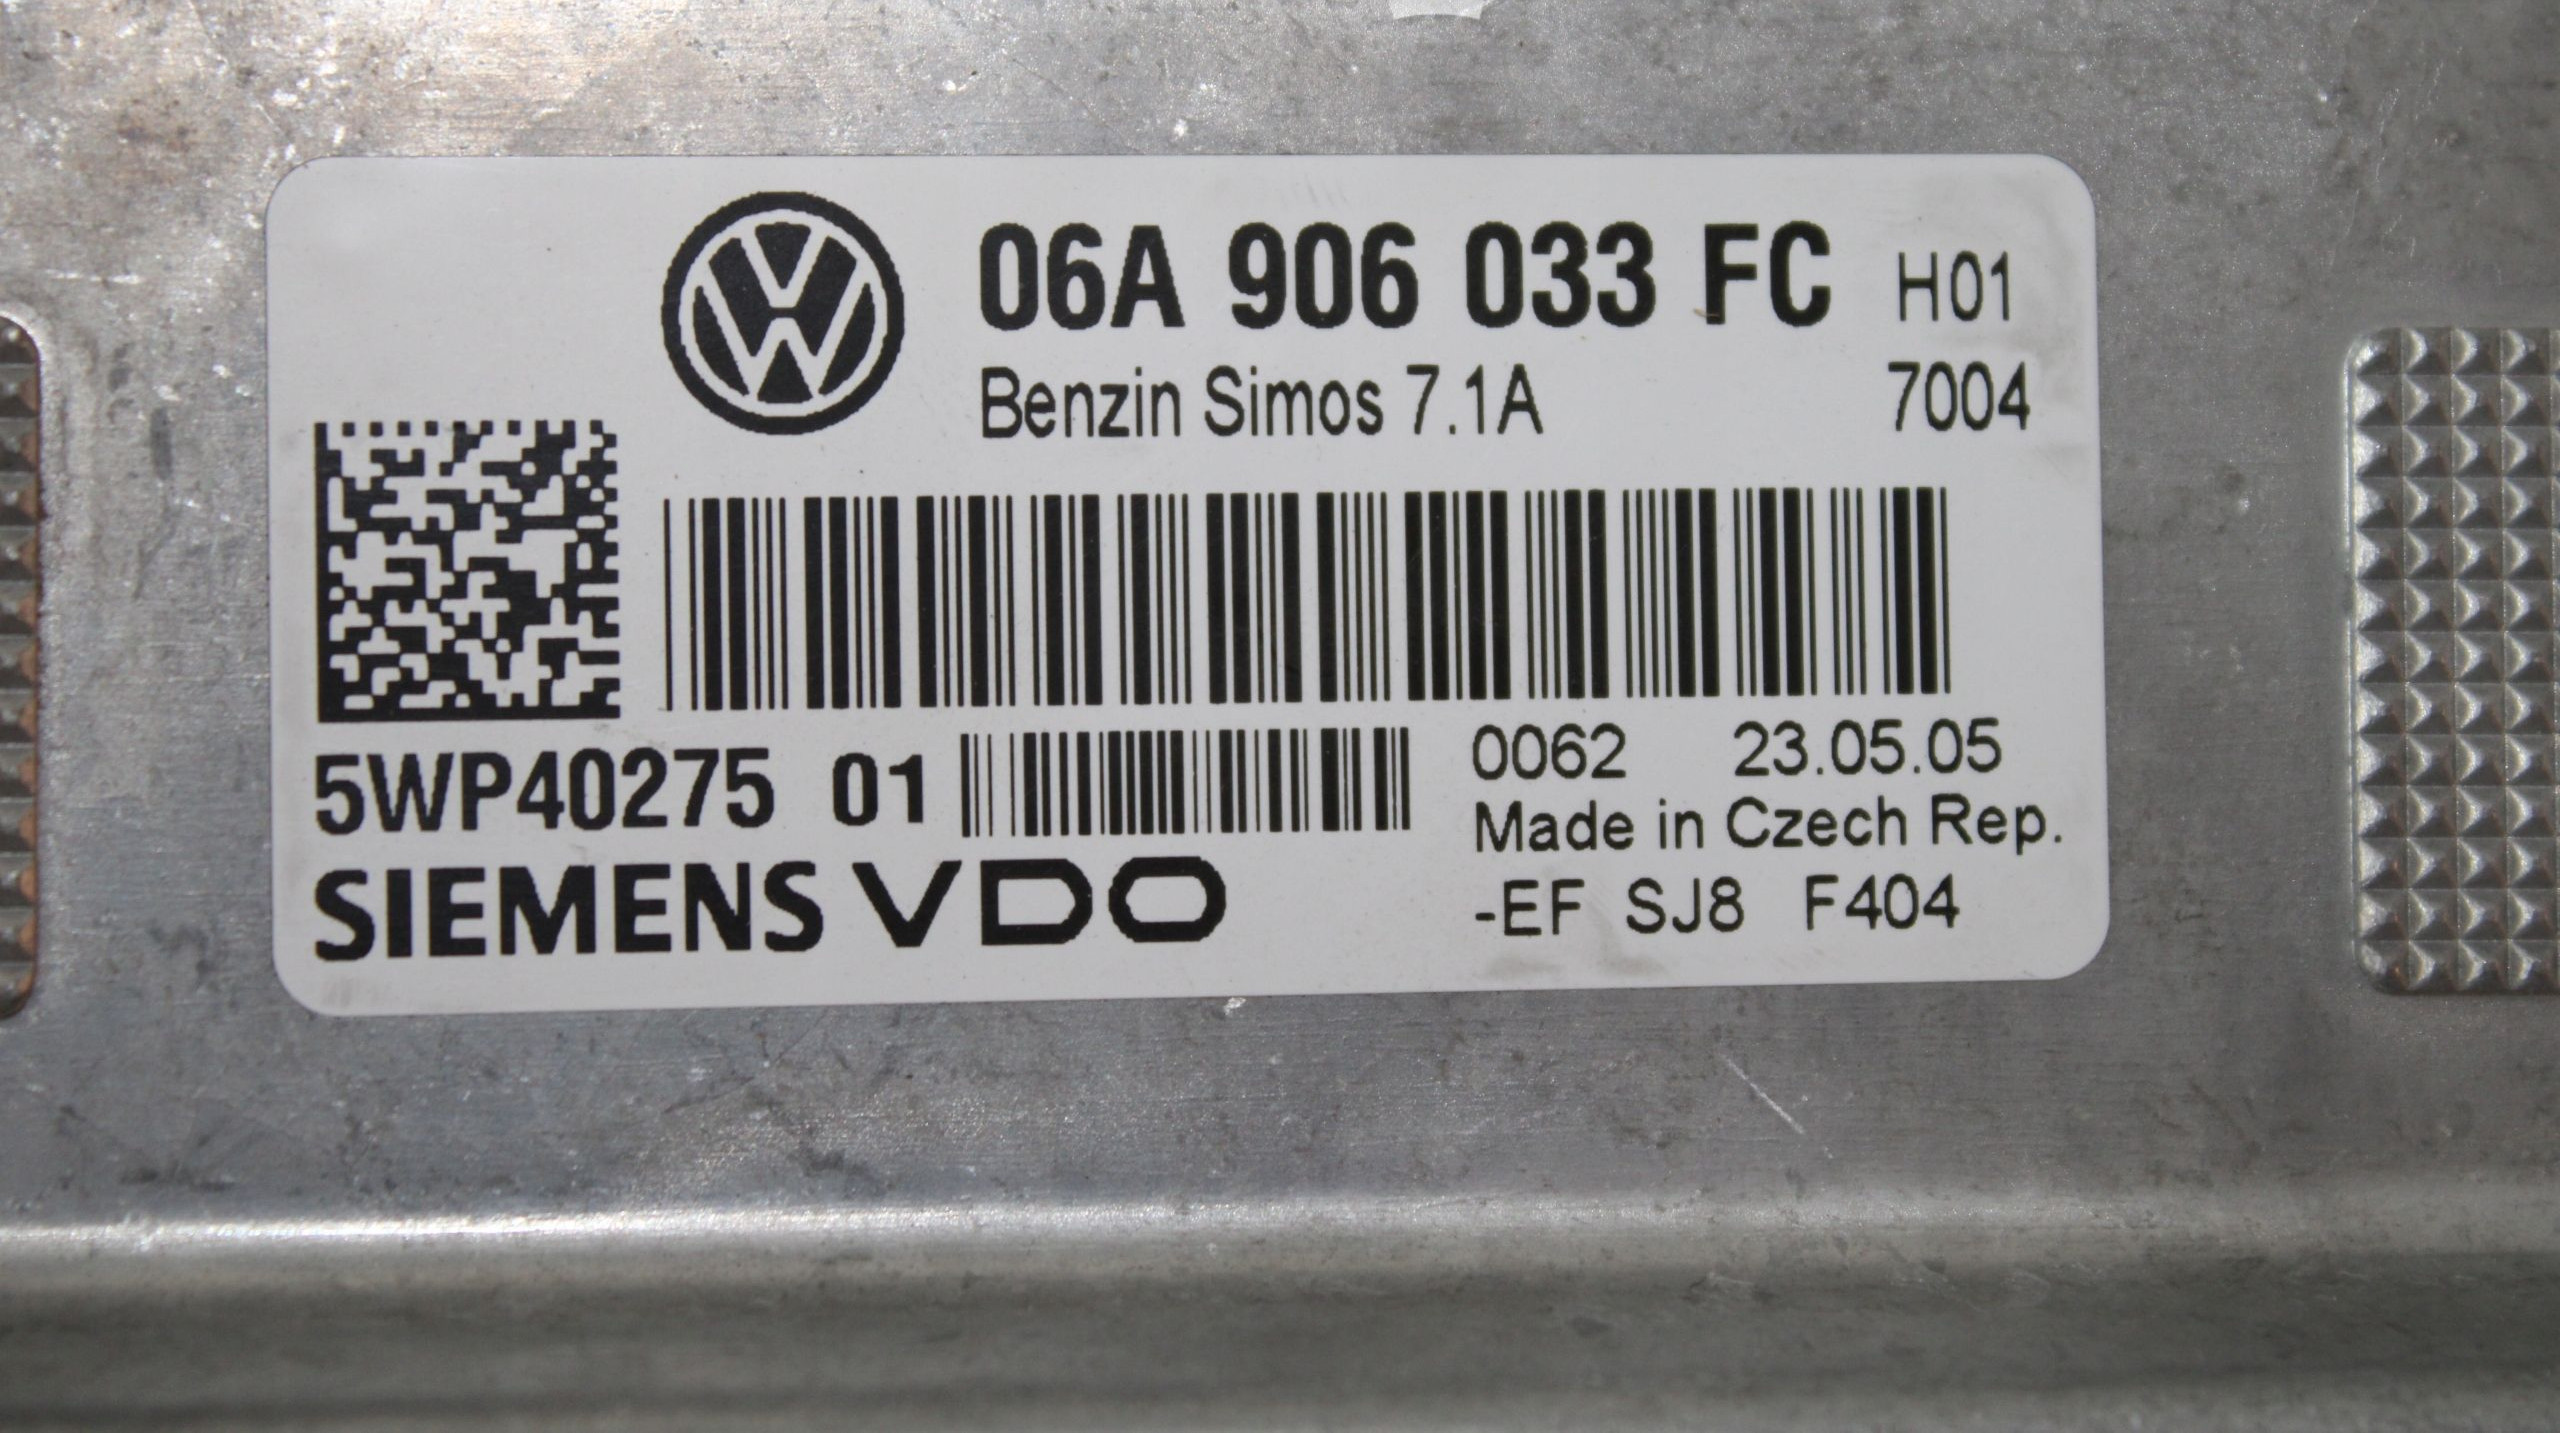 06A 906 033 FC H01
Benzin Simos 7.1A 7004
5WP40275 01
0062 23.05.05
Made in Czech Rep.
SIEMENS VDO
-EF SJ8 F404